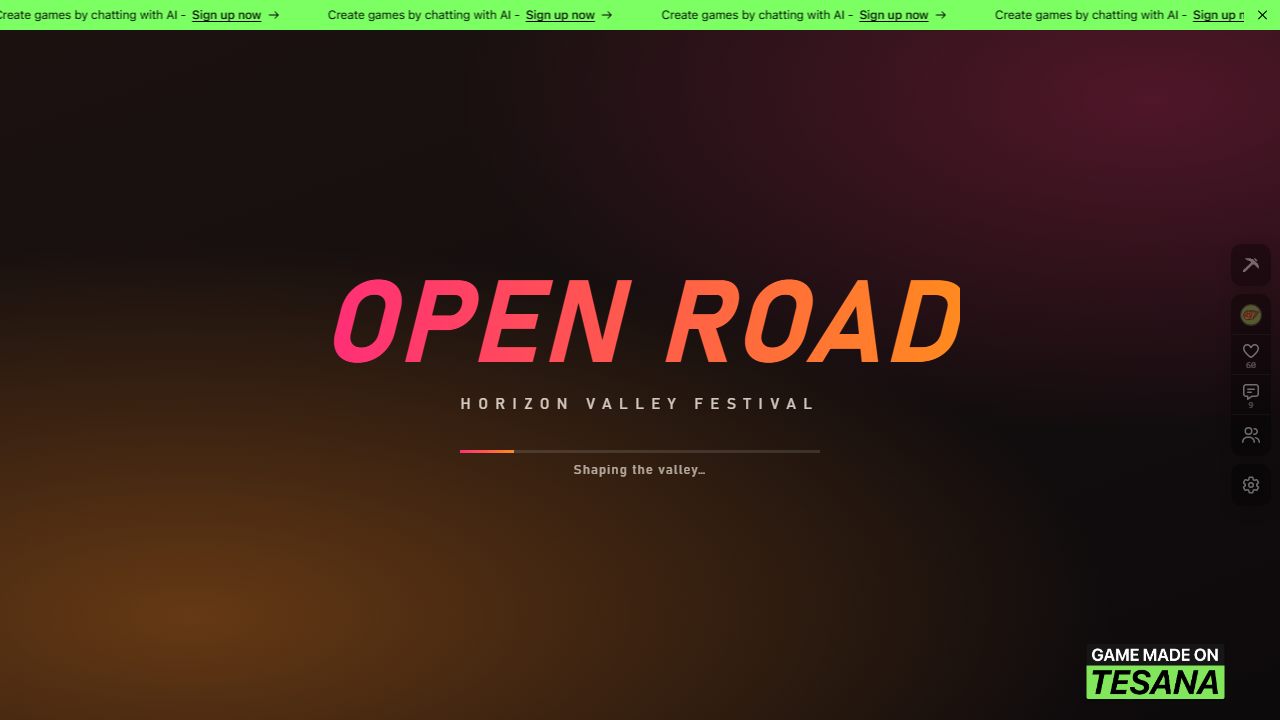 Create games by chatting with AI - Sign up now → Create games by chatting with AI - Sign up now → Create games by chatting with AI - Sign up now → Create games by chatting with AI - Sign up
OPEN ROAD
HORIZON VALLEY FESTIVAL
Shaping the valley…
60
9
GAME MADE ON
TESANA